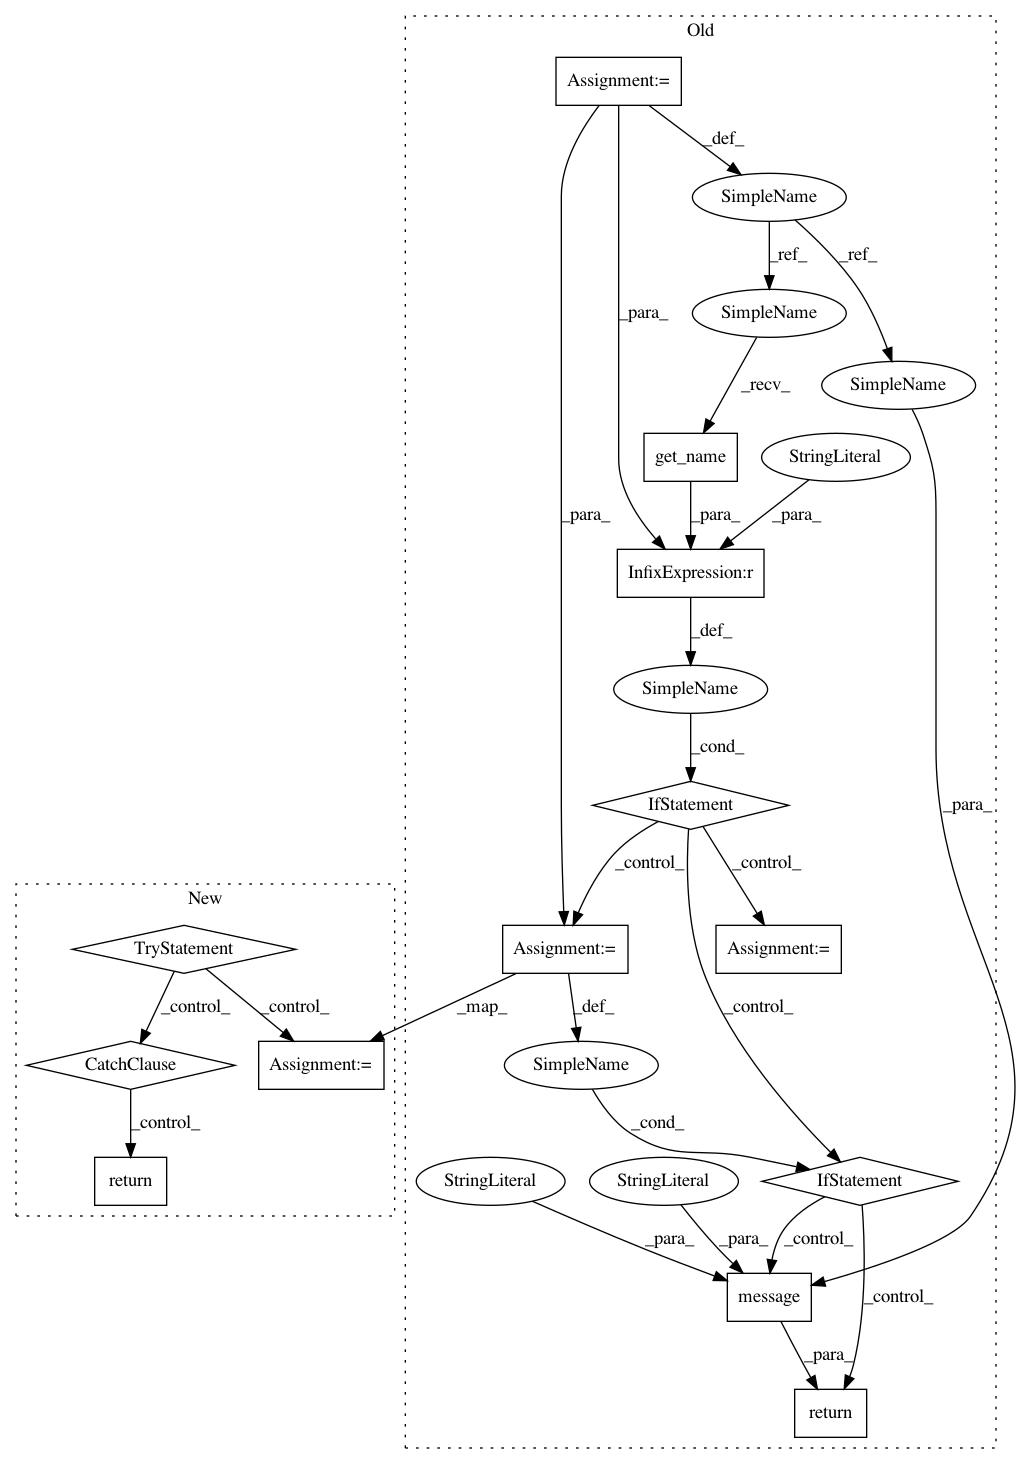 Old
Assignment:=
_def_
SimpleName
_ref_
_ref_
SimpleName
_para_
SimpleName
_recv_
get_name
StringLiteral
_para_
_para_
_para_
InfixExpression:r
_def_
SimpleName
_cond_
_para_
IfStatement
_control_
_control_
New
TryStatement
Assignment:=
Assignment:=
_control_
_control_
_map_
_def_
_control_
CatchClause
Assignment:=
SimpleName
_control_
_cond_
return
StringLiteral
StringLiteral
IfStatement
_para_
_para_
_control_
message
_control_
_para_
return